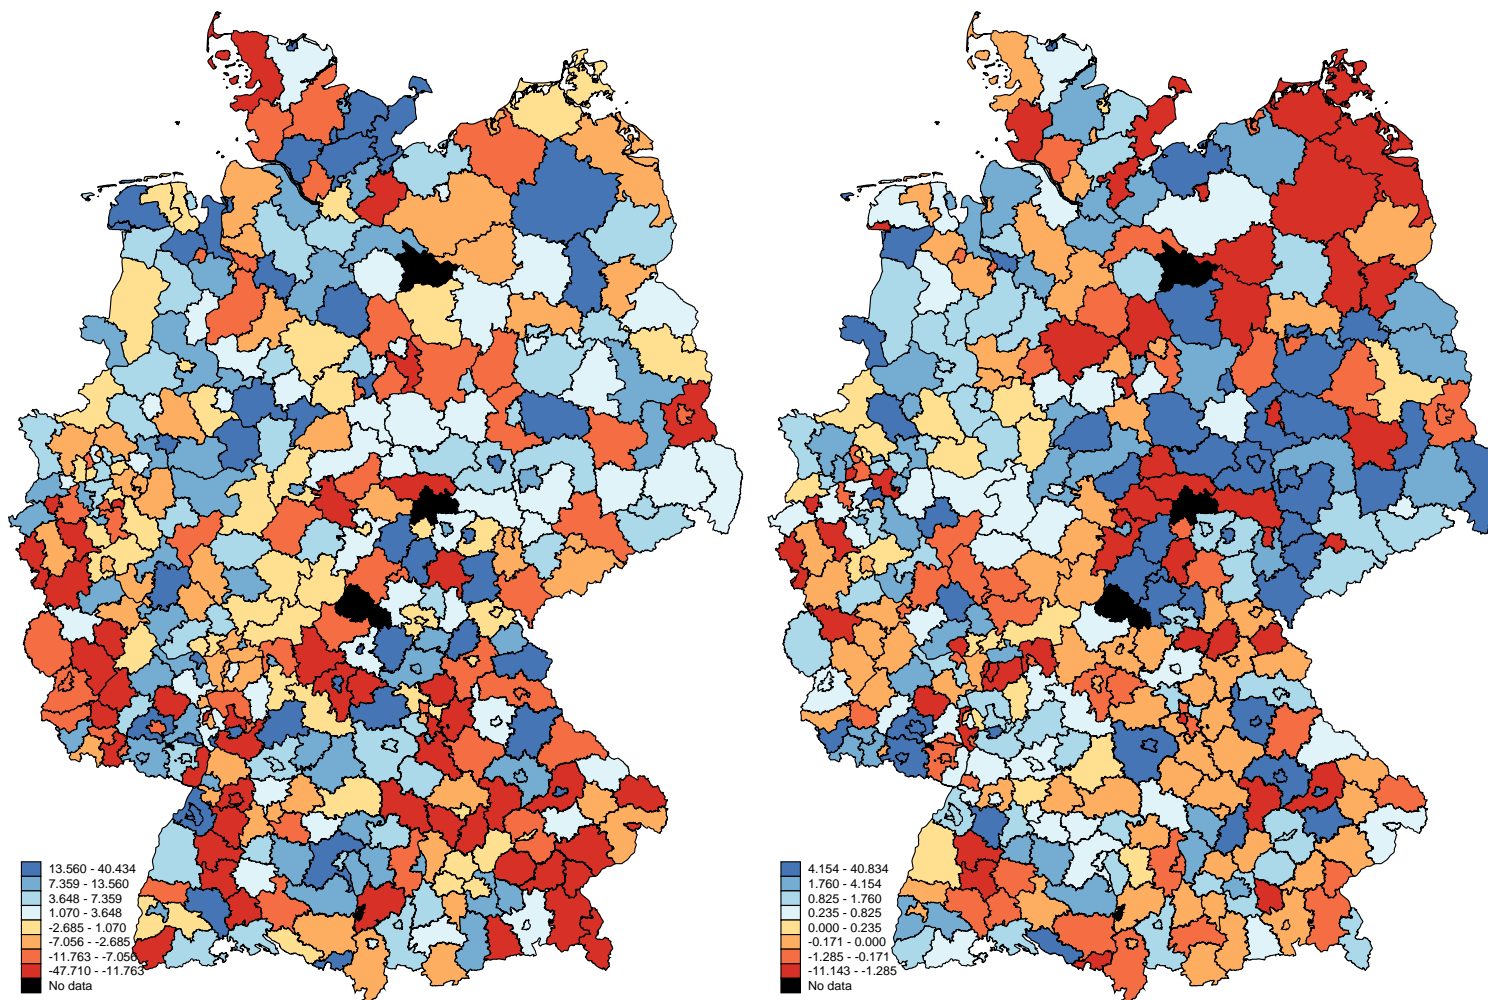 13.560 - 40.434
7.359 - 13.560
3.648 - 7.359
1.070 - 3.648
-2.685 - 1.070
-7.056 - -2.685
-11.763 - -7.056
-47.710 - -11.763
No data
4.154 - 40.834
1.760 - 4.154
0.825 - 1.760
0.235 - 0.825
0.000 - 0.235
-0.171 - 0.000
-1.285 - -0.171
-11.143 - -1.285
No data